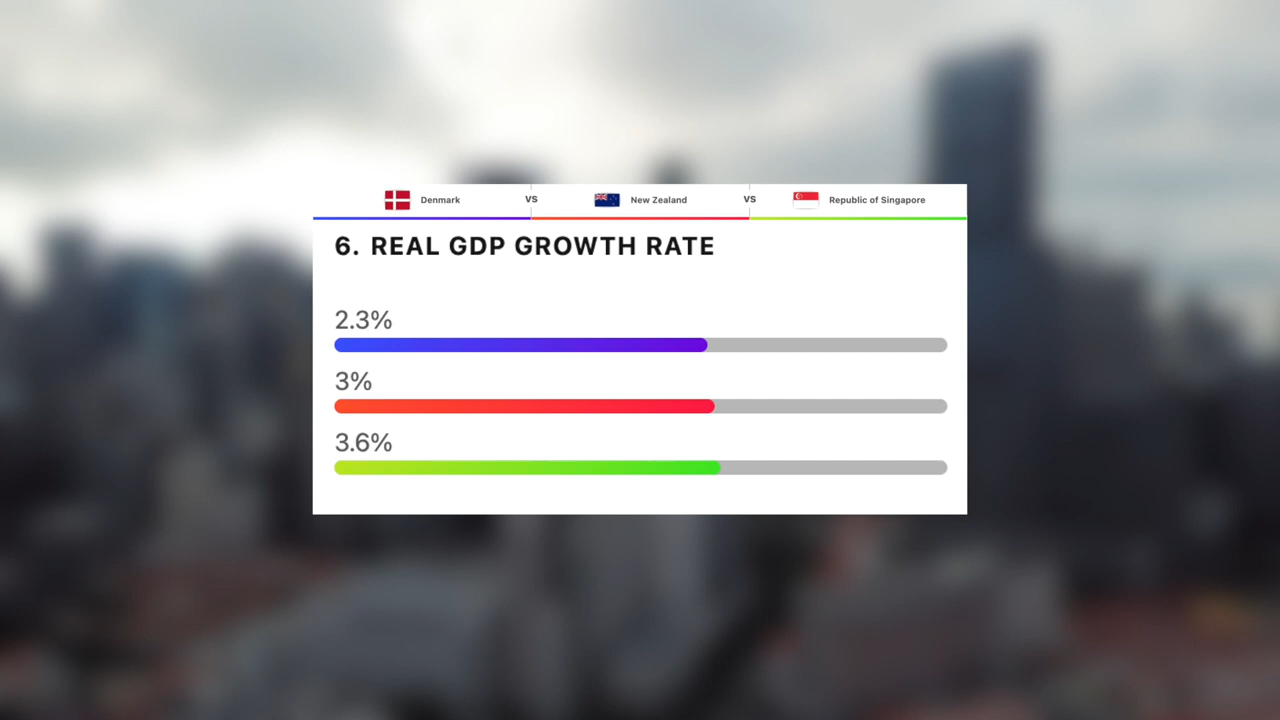 Denmark VS New Zealand VS Republic of Singapore
6. REAL GDP GROWTH RATE
2.3%
3%
3.6%